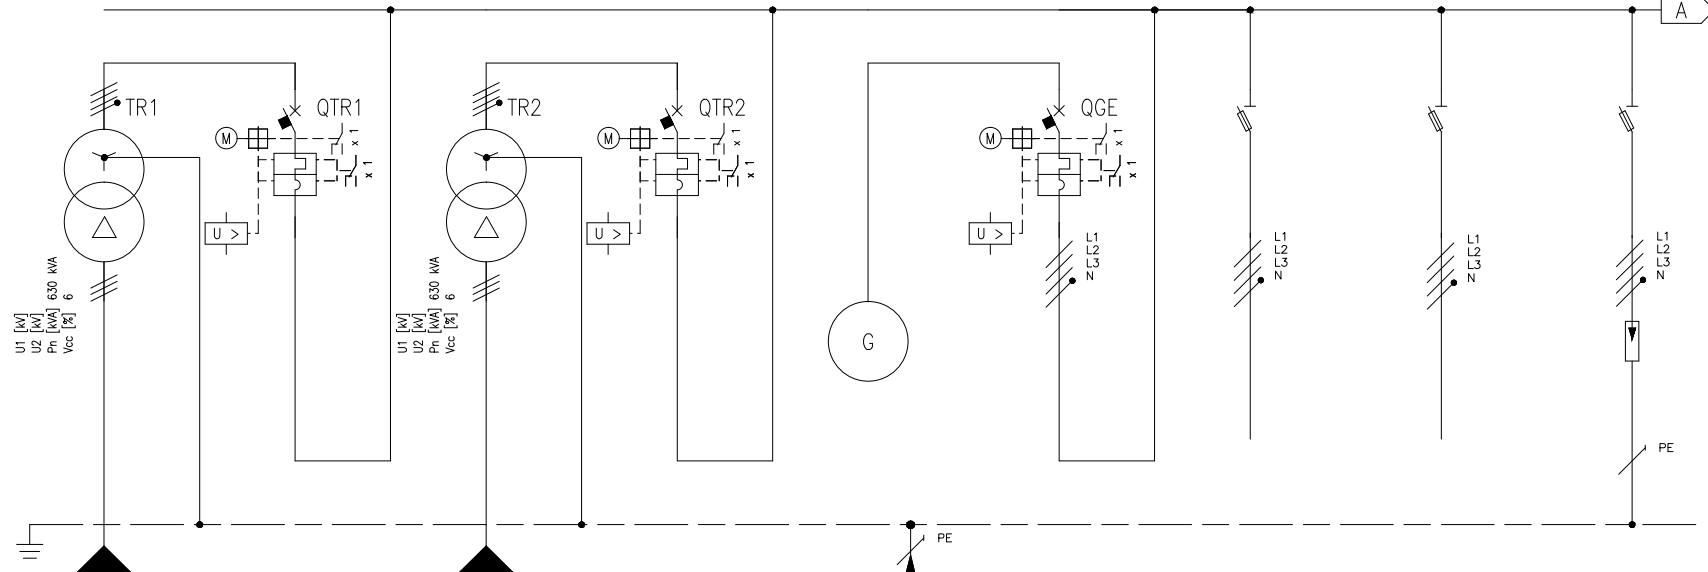 A
TR1
QTR1
M
x 1
x 1
U >
U1 [kV]
U2 [kV]
Pn [kVA] 630 kVA
Vcc [%] 6
TR2
QTR2
M
x 1
x 1
U >
U1 [kV]
U2 [kV]
Pn [kVA] 630 kVA
Vcc [%] 6
G
QGE
M
x 1
x 1
U >
L1
L2
L3
N
L1
L2
L3
N
L1
L2
L3
N
L1
L2
L3
N
PE
PE